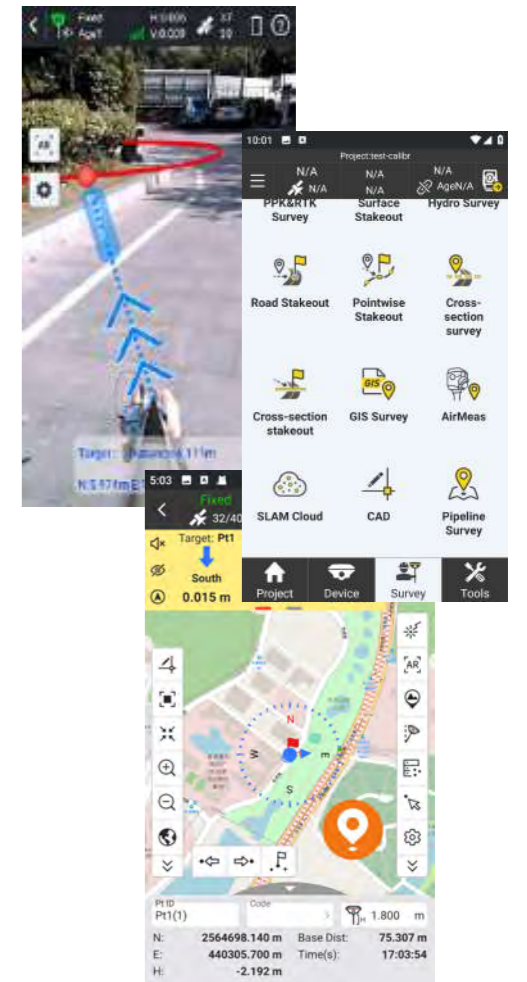 Fixed
H:0.006
Age1
V:0.009
AR
Target:
10:01
Project:test-calibr
N/A
N/A
N/A
N/A
N/A
AgeN/A
PPK&RTK Survey
Surface Stakeout
Hydro Survey
Road Stakeout
Pointwise Stakeout
Cross-section survey
Cross-section stakeout
GIS
GIS Survey
AirMeas
SLAM Cloud
CAD
Pipeline Survey
Project
Device
Survey
Tools
5:03
Fixed
32/40
Target: Pt1
South
0.015 m
AR
N
W
E
S
Pt ID
Pt1(1)
Code
1.800 m
N: 2564698.140 m
Base Dist: 75.307 m
E: 440305.700 m
Time(s): 17:03:54
H: -2.192 m